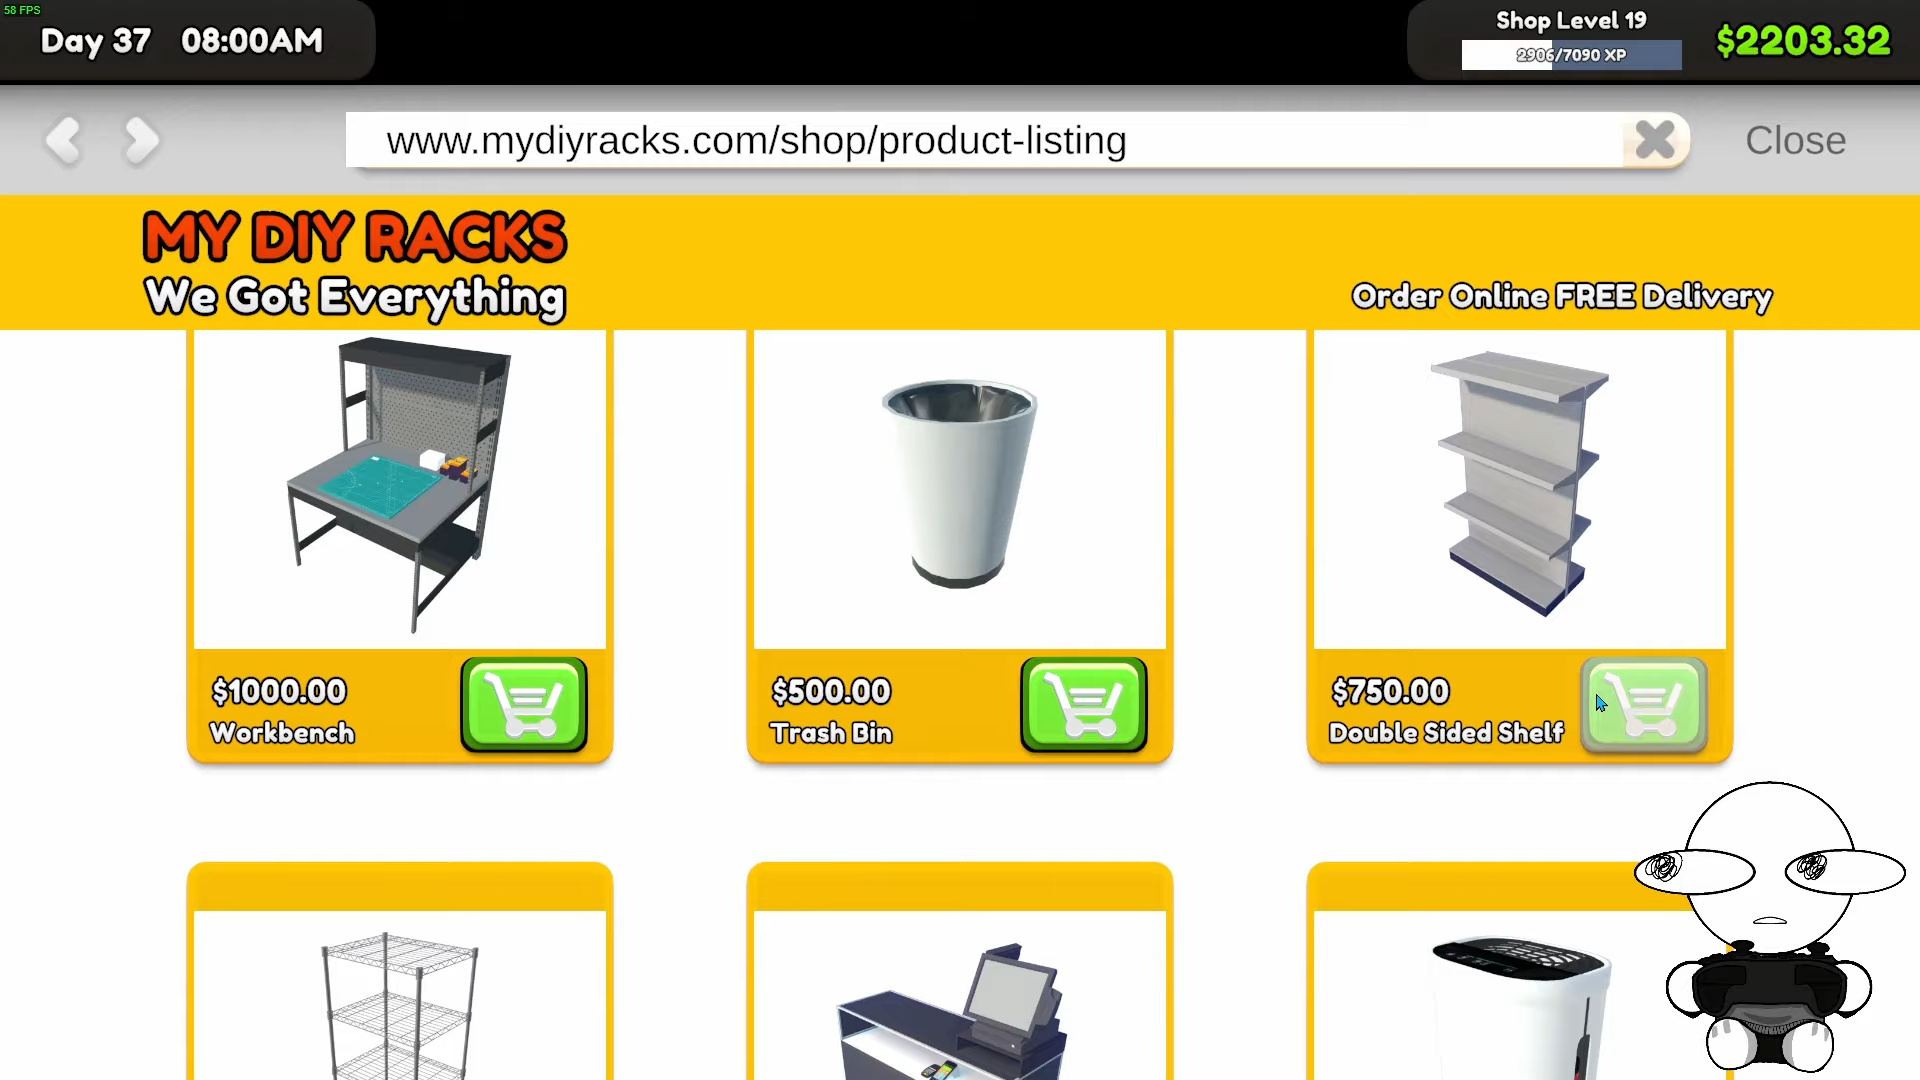 58 FPS
Day 37 08:00AM
Shop Level 19
2906/7090 XP
$2203.32
www.mydiyracks.com/shop/product-listing
Close
MY DIY RACKS
We Got Everything
Order Online FREE Delivery
$1000.00
Workbench
$500.00
Trash Bin
$750.00
Double Sided Shelf